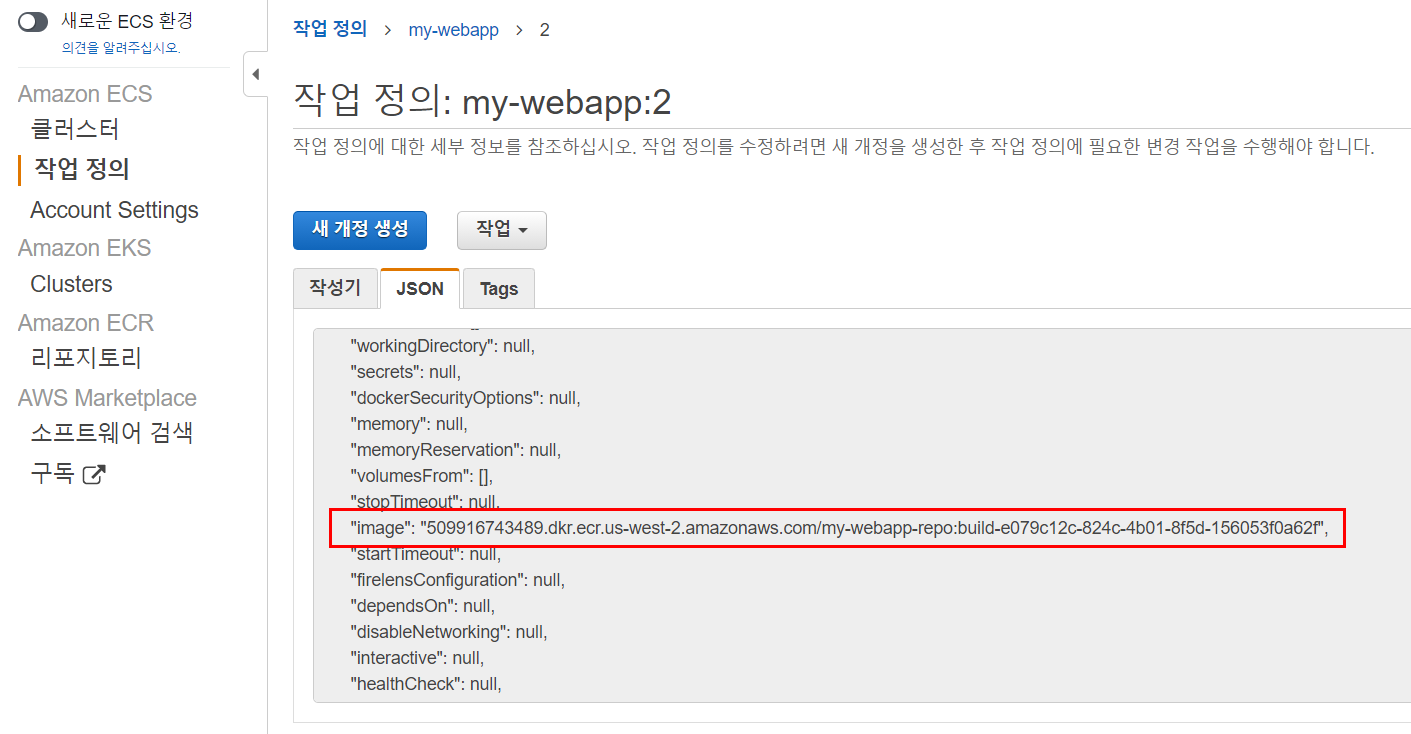 새로운 ECS 환경
의견을 알려주십시오.
Amazon ECS
클러스터
작업 정의
Account Settings
Amazon EKS
Clusters
Amazon ECR
리포지토리
AWS Marketplace
소프트웨어 검색
구독
작업 정의 > my-webapp > 2
작업 정의: my-webapp:2
작업 정의에 대한 세부 정보를 참조하십시오. 작업 정의를 수정하려면 새 개정을 생성한 후 작업 정의에 필요한 변경 작업을 수행해야 합니다.
새 개정 생성 작업
작성기 JSON Tags
"workingDirectory": null,
"secrets": null,
"dockerSecurityOptions": null,
"memory": null,
"memoryReservation": null,
"volumesFrom": [],
"stopTimeout": null,
"image": "509916743489.dkr.ecr.us-west-2.amazonaws.com/my-webapp-repo:build-e079c12c-824c-4b01-8f5d-156053f0a62f",
"startTimeout": null,
"firelensConfiguration": null,
"dependsOn": null,
"disableNetworking": null,
"interactive": null,
"healthCheck": null,